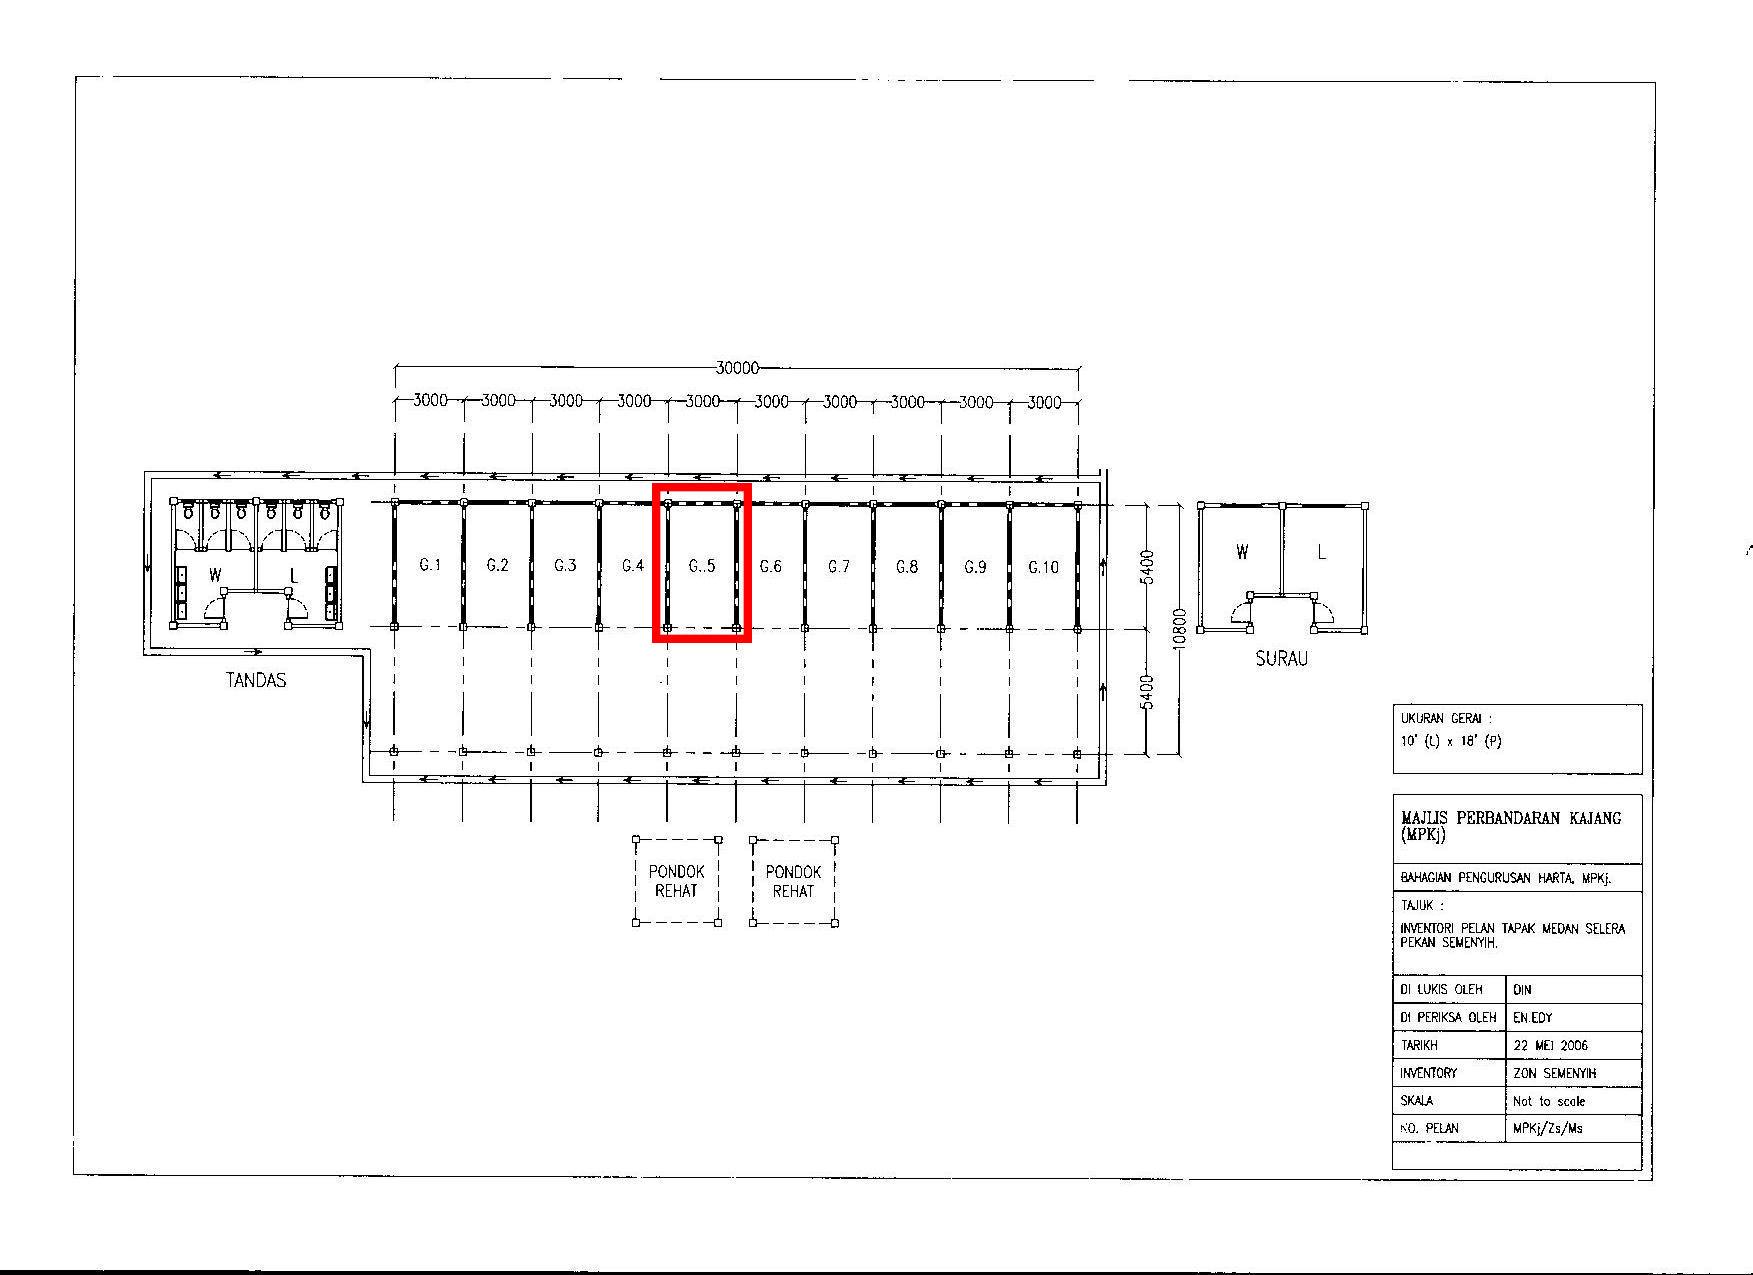 30000
3000 3000 3000 3000 3000 3000 3000 3000 3000 3000
G.1 G.2 G.3 G.4 G..5 G.6 G.7 G.8 G.9 G.10
W L
TANDAS
5400
5400
10800
W L
SURAU
PONDOK
REHAT
PONDOK
REHAT
UKURAN GERAI :
10' (L) x 18' (P)
MAJLIS PERBANDARAN KAJANG
(MPKj)
BAHAGIAN PENGURUSAN HARTA, MPKj.
TAJUK :
INVENTORI PELAN TAPAK MEDAN SELERA
PEKAN SEMENYIH.
DI LUKIS OLEH DIN
DI PERIKSA OLEH EN.EDY
TARIKH 22 MEI 2006
INVENTORY ZON SEMENYIH
SKALA Not to scale
NO. PELAN MPKj/Zs/Ms